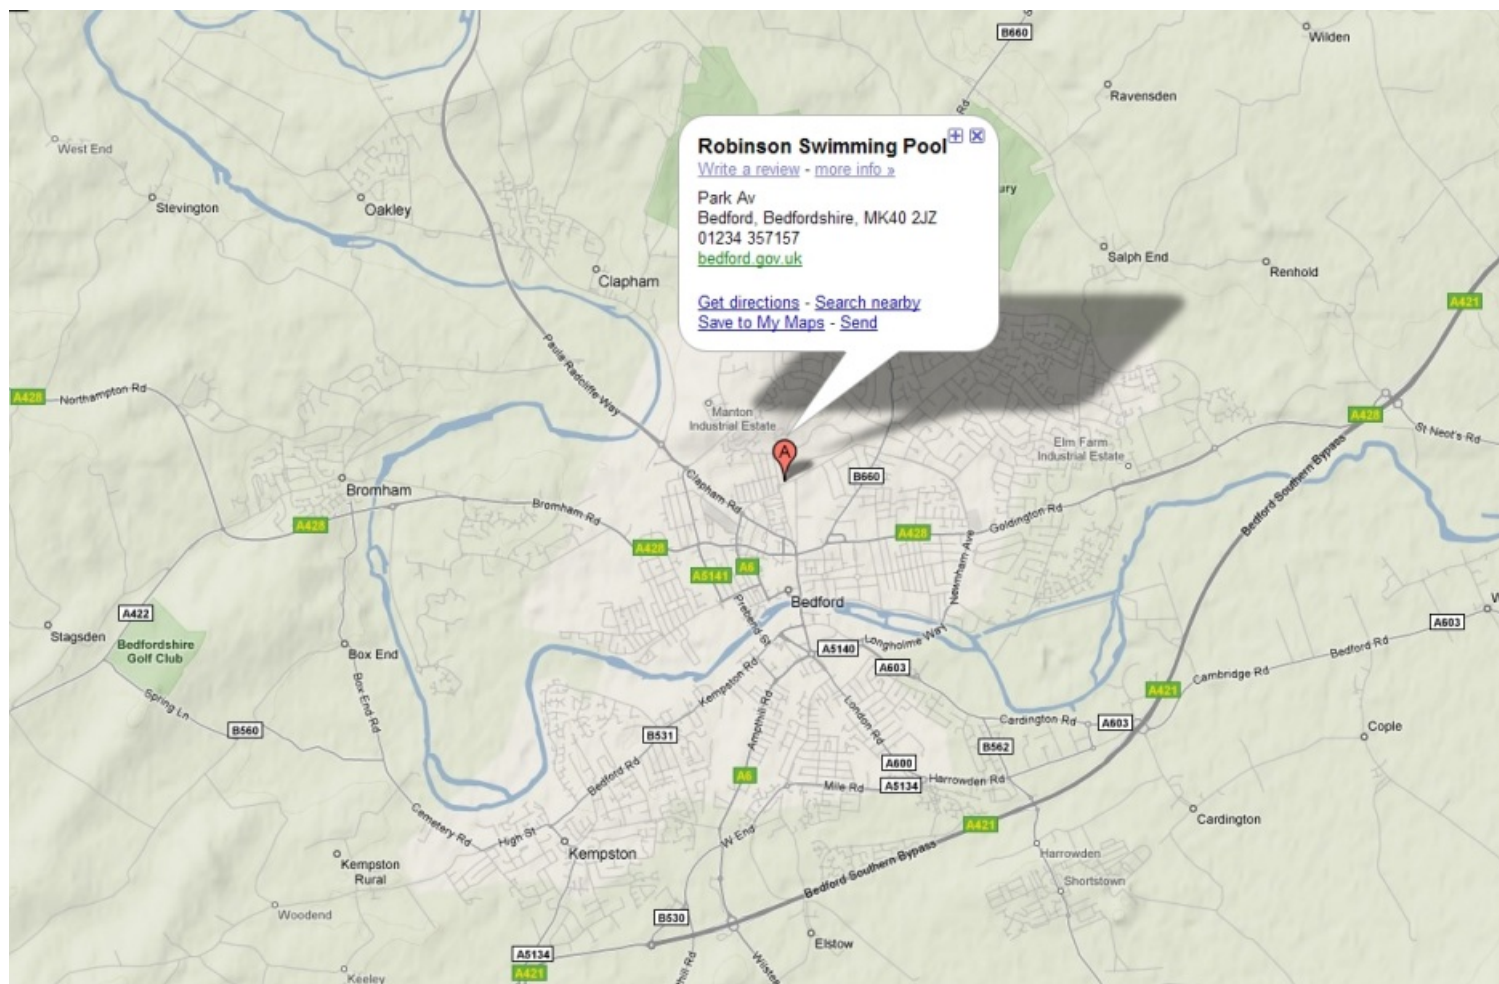 B660
Wilden
Ravensden
Rd
West End
Robinson Swimming Pool
Write a review - more info »
Park Av
Bedford, Bedfordshire, MK40 2JZ
01234 357157
bedford.gov.uk
Get directions - Search nearby
Save to My Maps - Send
ury
Stevington
Oakley
Salph End
Renhold
Clapham
A421
Paula Radcliffe Way
A428
Northampton Rd
Manton
Industrial Estate
A428
St Neot's Rd
Elm Farm
Industrial Estate
A
B660
Bromham
Clapham Rd
Bedford Southern Bypass
Bromham Rd
Goldington Rd
A428
A428
A428
Newnham Ave
A5141
A6
Prebend St
Bedford
A422
Stagsden
Bedfordshire
Golf Club
Box End
A5140
Longholme Way
A603
A603
Bedford Rd
W
Cambridge Rd
A421
Kempston Rd
Box End Rd
Spring Ln
B560
B531
Ampthill Rd
London Rd
Cardington Rd
A603
Cople
B562
A600
A6
Bedford Rd
Mile Rd
A5134
Harrowden Rd
Cemetery Rd
High St
W End
A421
Cardington
Kempston
Harrowden
Kempston
Rural
Bedford Southern Bypass
Shortstown
Woodend
B530
Elstow
A5134
A421
Keeley
hill Rd
Wilste